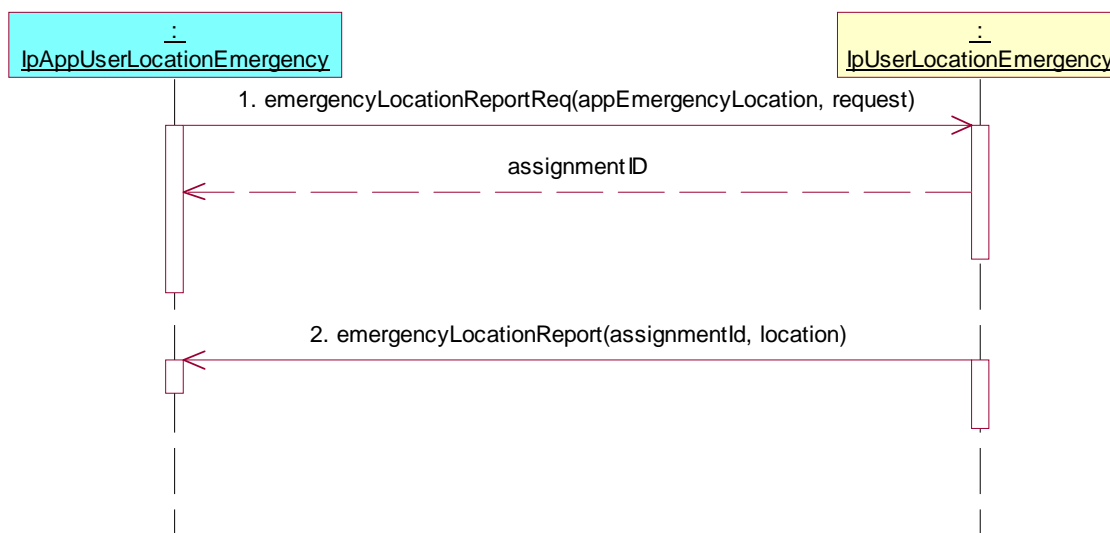 :
IpAppUserLocationEmergency
:
IpUserLocationEmergency
1. emergencyLocationReportReq(appEmergencyLocation, request)
assignmentID
2. emergencyLocationReport(assignmentId, location)